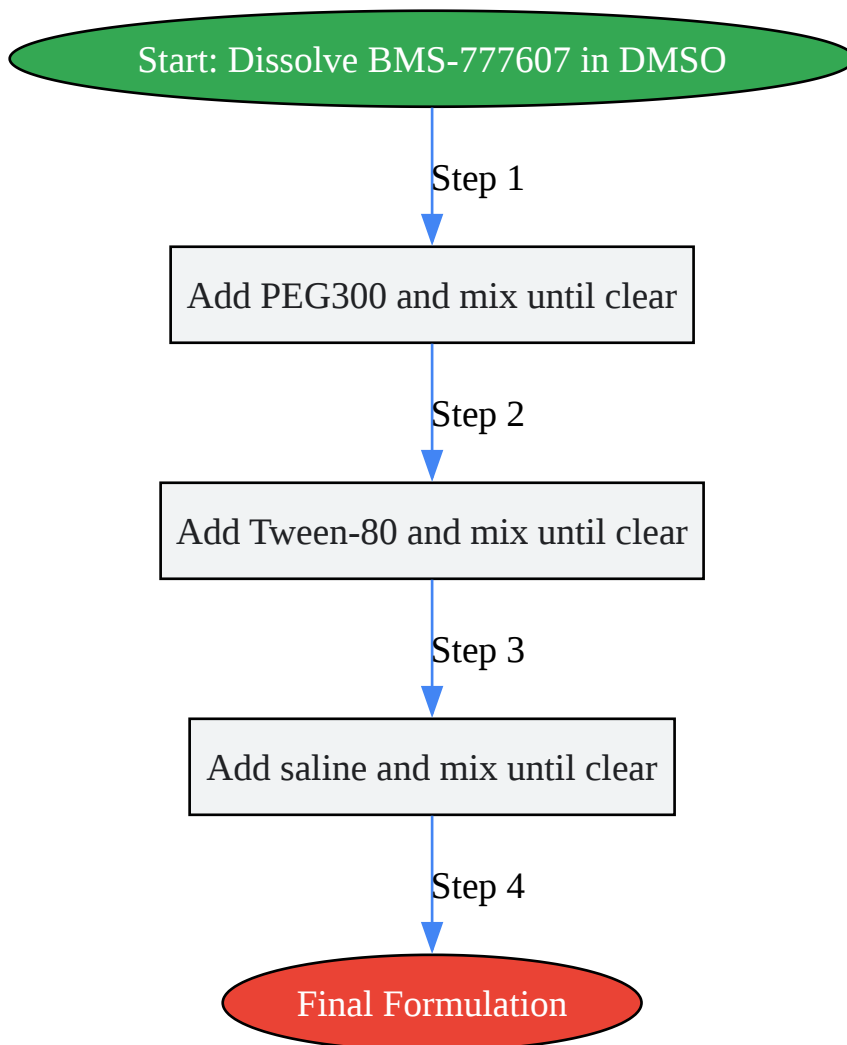 Start: Dissolve BMS-777607 in DMSO
Step 1
Add PEG300 and mix until clear
Step 2
Add Tween-80 and mix until clear
Step 3
Add saline and mix until clear
Step 4
Final Formulation